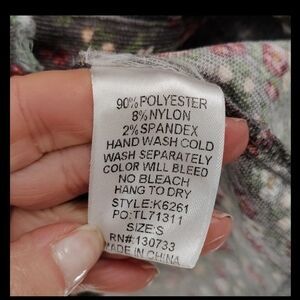 90% POLYESTER
8% NYLON
2% SPANDEX
HAND WASH COLD
WASH SEPARATELY
COLOR WILL BLEED
NO BLEACH
HANG TO DRY
STYLE:K6261
PO:TL71311
SIZE:S
RN#:130733
MADE IN CHINA